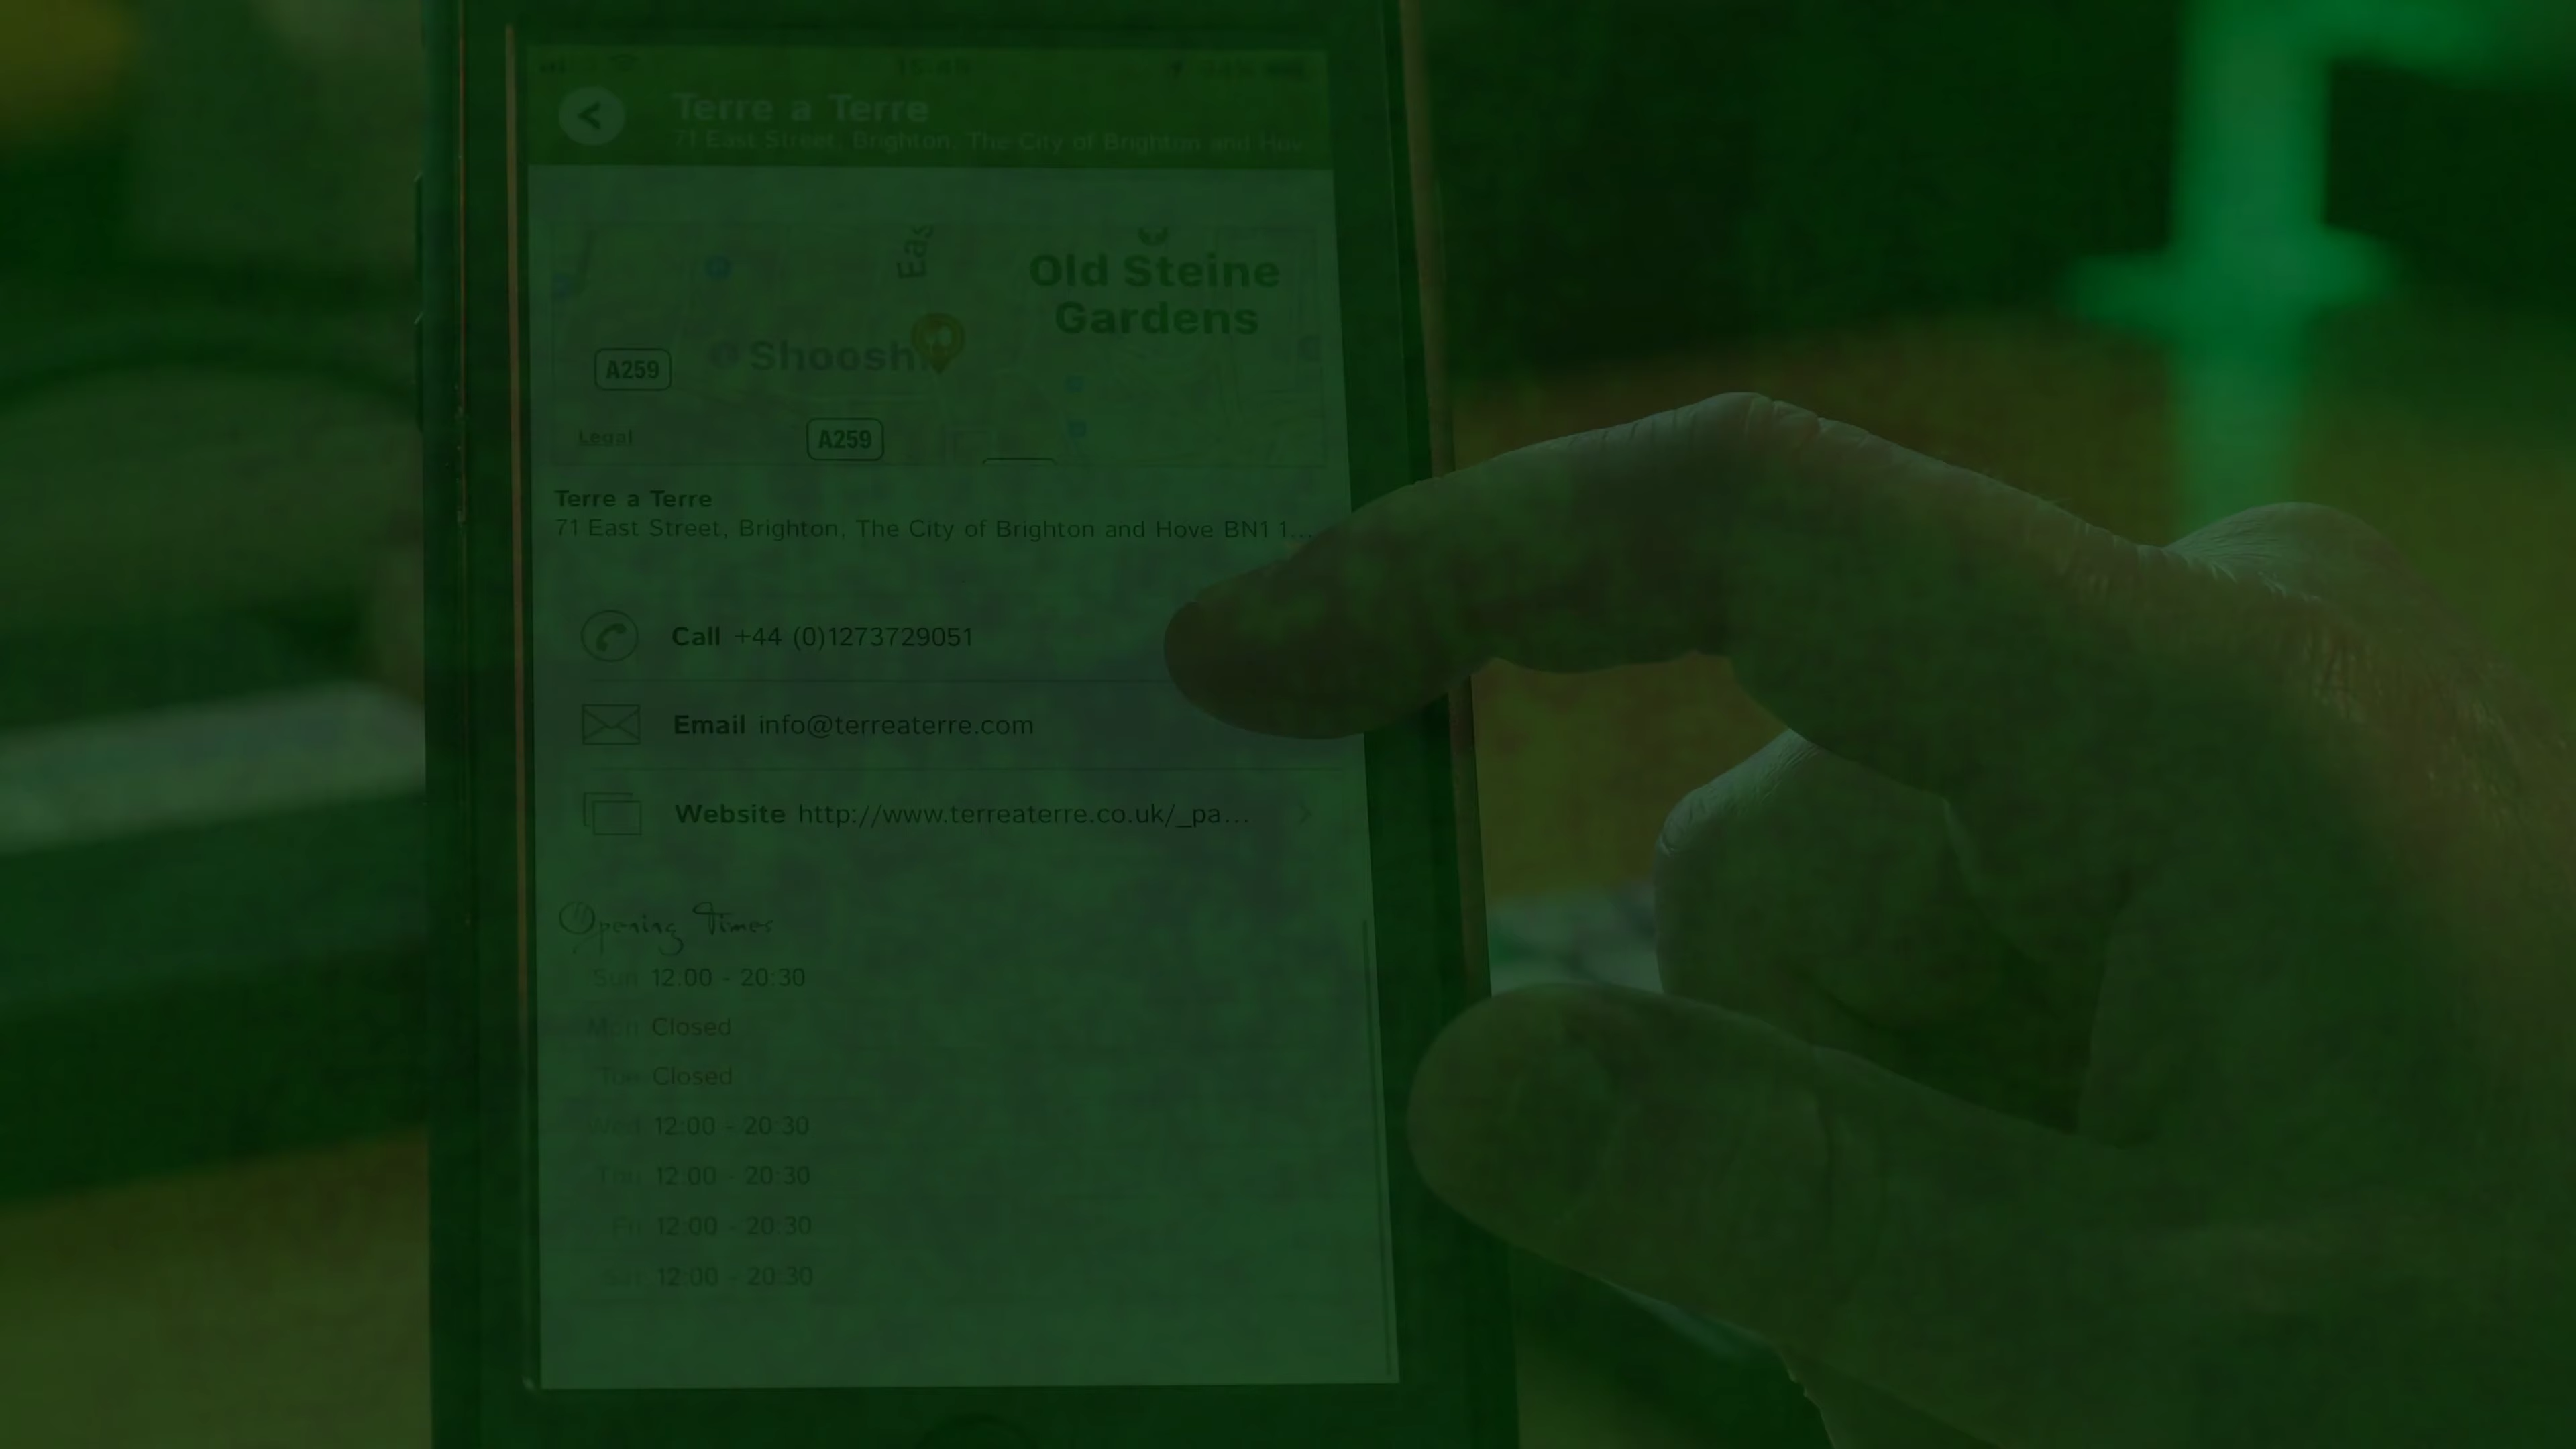 Terre a Terre
71 East Street, Brighton, The City of Brighton and Hov
Eas
Old Steine
Gardens
Shoosh
A259
A259
Legal
Terre a Terre
71 East Street, Brighton, The City of Brighton and Hove BN1 1...
Call +44 (0)1273729051
Email info@terreaterre.com
Website http://www.terreaterre.co.uk/_pa...
Opening Times
Sun 12:00 - 20:30
Mon Closed
Tue Closed
Wed 12:00 - 20:30
Thu 12:00 - 20:30
Fri 12:00 - 20:30
Sat 12:00 - 20:30